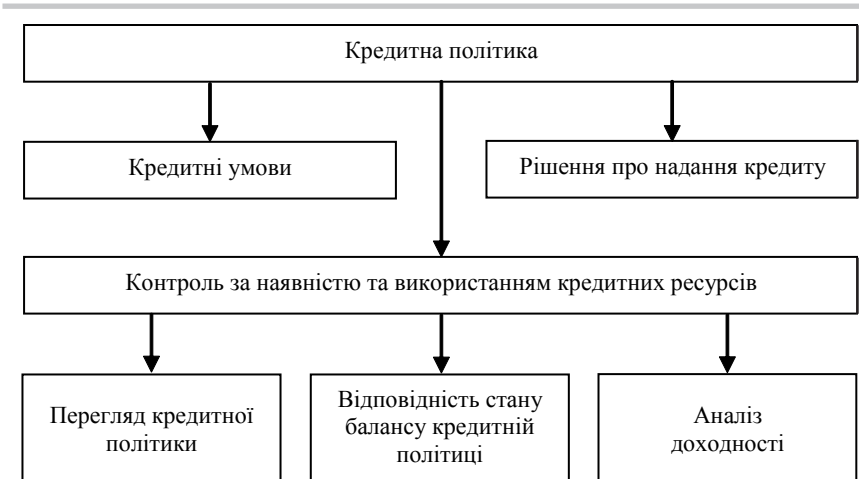 Кредитна політика
Кредитні умови
Рішення про надання кредиту
Контроль за наявністю та використанням кредитних ресурсів
Перегляд кредитної
політики
Відповідність стану
балансу кредитній
політиці
Аналіз
доходності